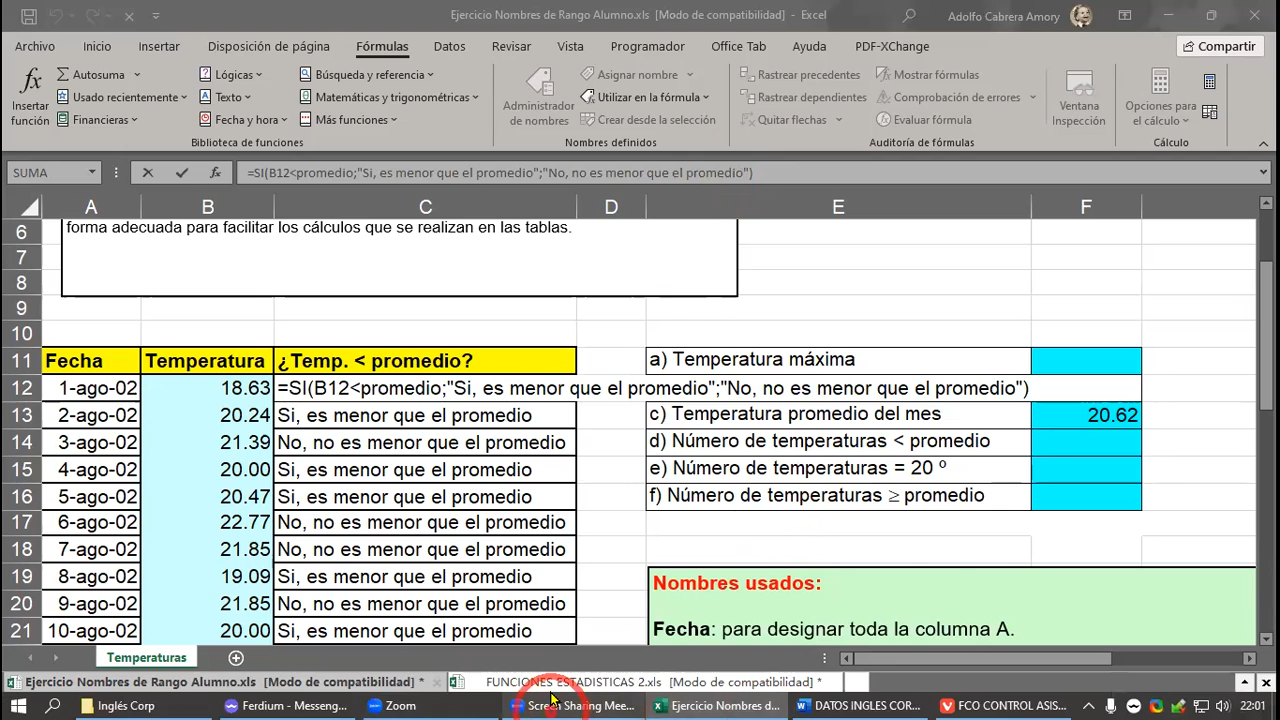 Ejercicio Nombres de Rango Alumno.xls [Modo de compatibilidad] - Excel
Adolfo Cabrera Amory
Archivo Inicio Insertar Disposición de página Fórmulas Datos Revisar Vista Programador Office Tab Ayuda PDF-XChange Compartir
fx Insertar función
Autosuma Lógicas Búsqueda y referencia
Usado recientemente Texto Matemáticas y trigonométricas
Financieras Fecha y hora Más funciones
Biblioteca de funciones
Administrador de nombres
Asignar nombre
Utilizar en la fórmula
Crear desde la selección
Nombres definidos
Rastrear precedentes Mostrar fórmulas
Rastrear dependientes Comprobación de errores
Quitar flechas Evaluar fórmula
Auditoría de fórmulas
Ventana Inspección
Opciones para el cálculo
Cálculo
SUMA fx =SI(B12<promedio;"Si, es menor que el promedio";"No, no es menor que el promedio")
A B C D E F
6 forma adecuada para facilitar los cálculos que se realizan en las tablas.
7
8
9
10
11 Fecha Temperatura ¿Temp. < promedio? a) Temperatura máxima
12 1-ago-02 18.63 =SI(B12<promedio;"Si, es menor que el promedio";"No, no es menor que el promedio")
13 2-ago-02 20.24 Si, es menor que el promedio c) Temperatura promedio del mes 20.62
14 3-ago-02 21.39 No, no es menor que el promedio d) Número de temperaturas < promedio
15 4-ago-02 20.00 Si, es menor que el promedio e) Número de temperaturas = 20 º
16 5-ago-02 20.47 Si, es menor que el promedio f) Número de temperaturas ≥ promedio
17 6-ago-02 22.77 No, no es menor que el promedio
18 7-ago-02 21.85 No, no es menor que el promedio
19 8-ago-02 19.09 Si, es menor que el promedio Nombres usados:
20 9-ago-02 21.85 No, no es menor que el promedio
21 10-ago-02 20.00 Si, es menor que el promedio Fecha: para designar toda la columna A.
Temperaturas
Ejercicio Nombres de Rango Alumno.xls [Modo de compatibilidad] * FUNCIONES ESTADISTICAS 2.xls [Modo de compatibilidad] *
Inglés Corp Ferdium - Messeng... Zoom Screen Sharing Mee... Ejercicio Nombres d... DATOS INGLES COR... FCO CONTROL ASIS... 22:01